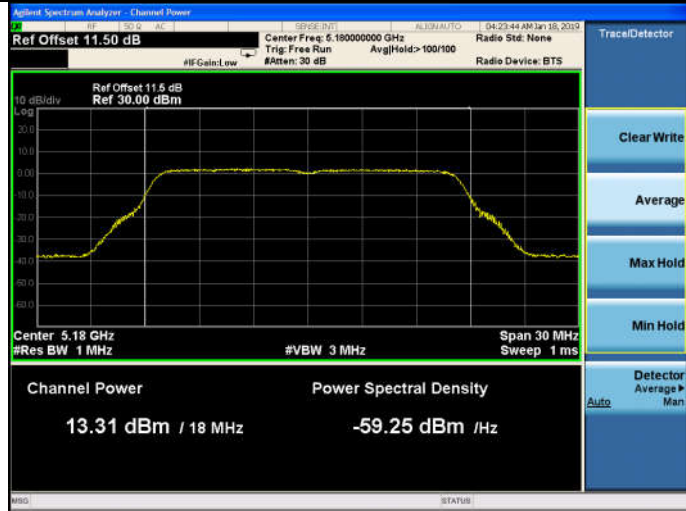 Agilent Spectrum Analyzer - Channel Power
RF 50 Ω AC SENSE:INT ALIGNAUTO 04:23:44 AM Jan 18, 2019
Ref Offset 11.50 dB
Center Freq: 5.180000000 GHz
Radio Std: None
Trig: Free Run Avg|Hold:> 100/100
#IFGain:Low #Atten: 30 dB Radio Device: BTS
Trace/Detector
Ref Offset 11.5 dB
10 dB/div Ref 30.00 dBm
Log
20.0
10.0
0.00
-10.0
-20.0
-30.0
-40.0
-50.0
-60.0
Center 5.18 GHz Span 30 MHz
#Res BW 1 MHz #VBW 3 MHz Sweep 1 ms
Channel Power Power Spectral Density
13.31 dBm / 18 MHz -59.25 dBm /Hz
Clear Write
Average
Max Hold
Min Hold
Detector
Average ▶
Auto Man
MSG STATUS